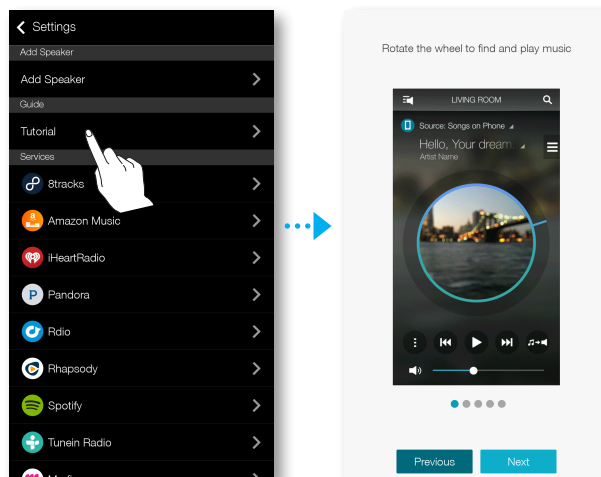 Settings
Add Speaker
Add Speaker
Guide
Tutorial
Services
8tracks
Amazon Music
iHeartRadio
P Pandora
Rdio
Rhapsody
Spotify
Tunein Radio
Rotate the wheel to find and play music
LIVING ROOM
Source: Songs on Phone
Hello, Your dream
Artist Name
Previous
Next